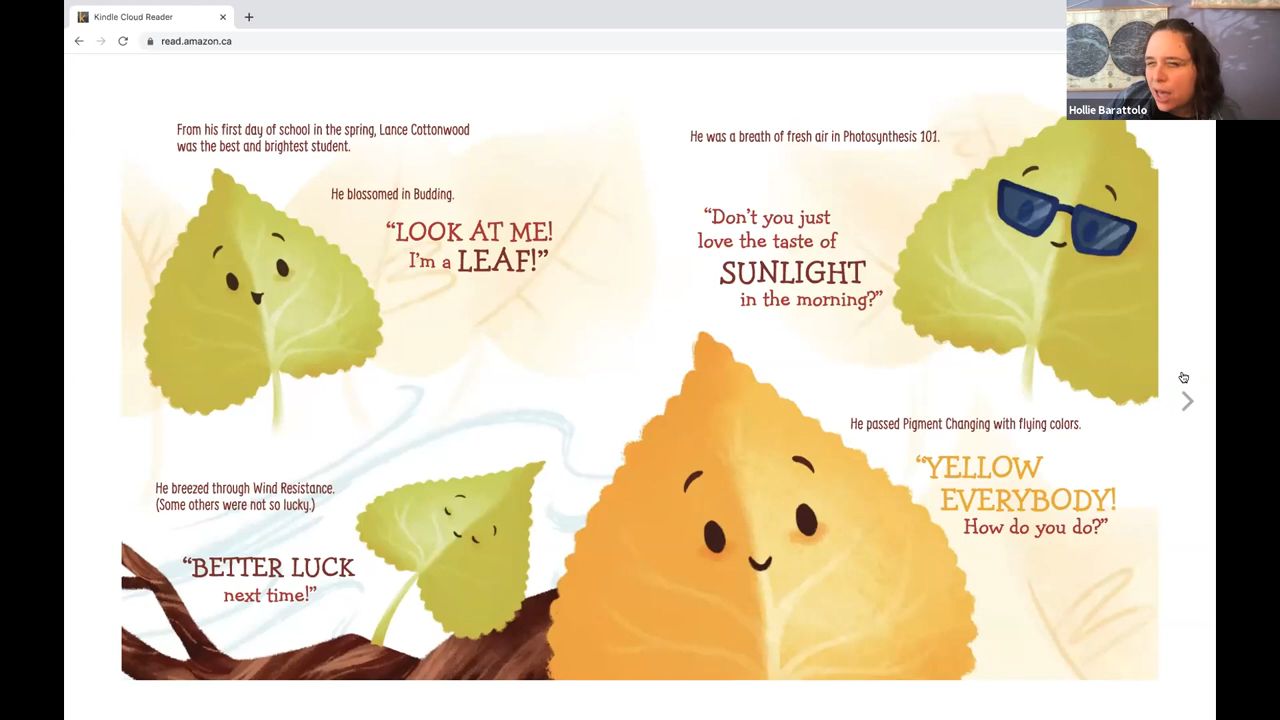 Kindle Cloud Reader
read.amazon.ca
Hollie Barattolo
From his first day of school in the spring, Lance Cottonwood
was the best and brightest student.
He blossomed in Budding.
“LOOK AT ME!
I'm a LEAF!”
He breezed through Wind Resistance.
(Some others were not so lucky.)
“BETTER LUCK
next time!”
He was a breath of fresh air in Photosynthesis 101.
“Don't you just
love the taste of
SUNLIGHT
in the morning?”
He passed Pigment Changing with flying colors.
“YELLOW
EVERYBODY!
How do you do?”